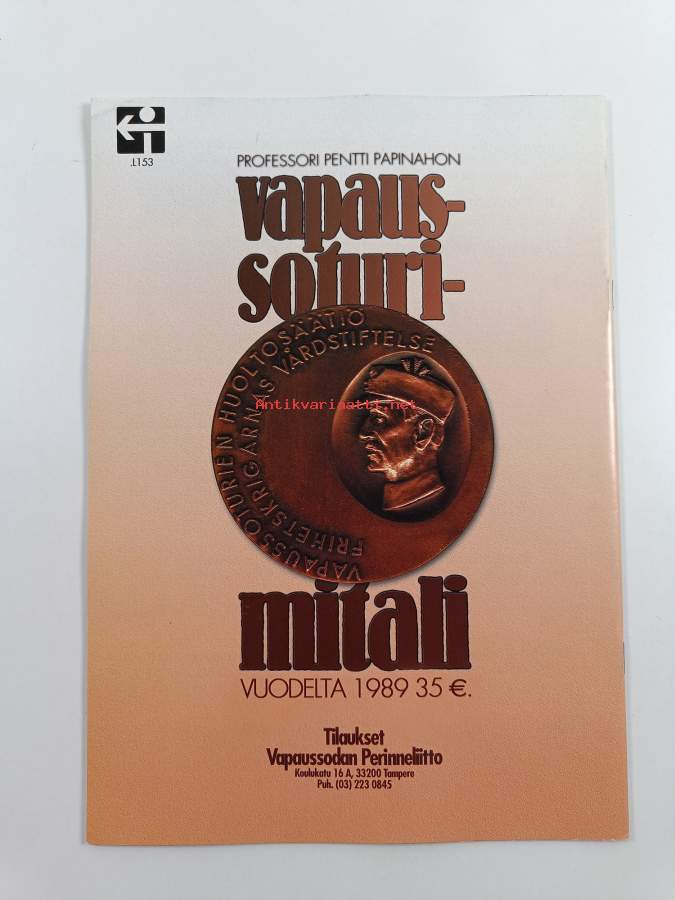 .L153
PROFESSORI PENTTI PAPINAHON
vapaus-
soturi-
VAPAUSSOTURIEN HUOLTOSÄÄTIÖ
FRIHETSKRIGARNAS VÅRDSTIFTELSE
Antikvariaatti.net
mitali
VUODELTA 1989 35 €.
Tilaukset
Vapaussodan Perinneliitto
Koulukatu 16 A, 33200 Tampere
Puh. (03) 223 0845